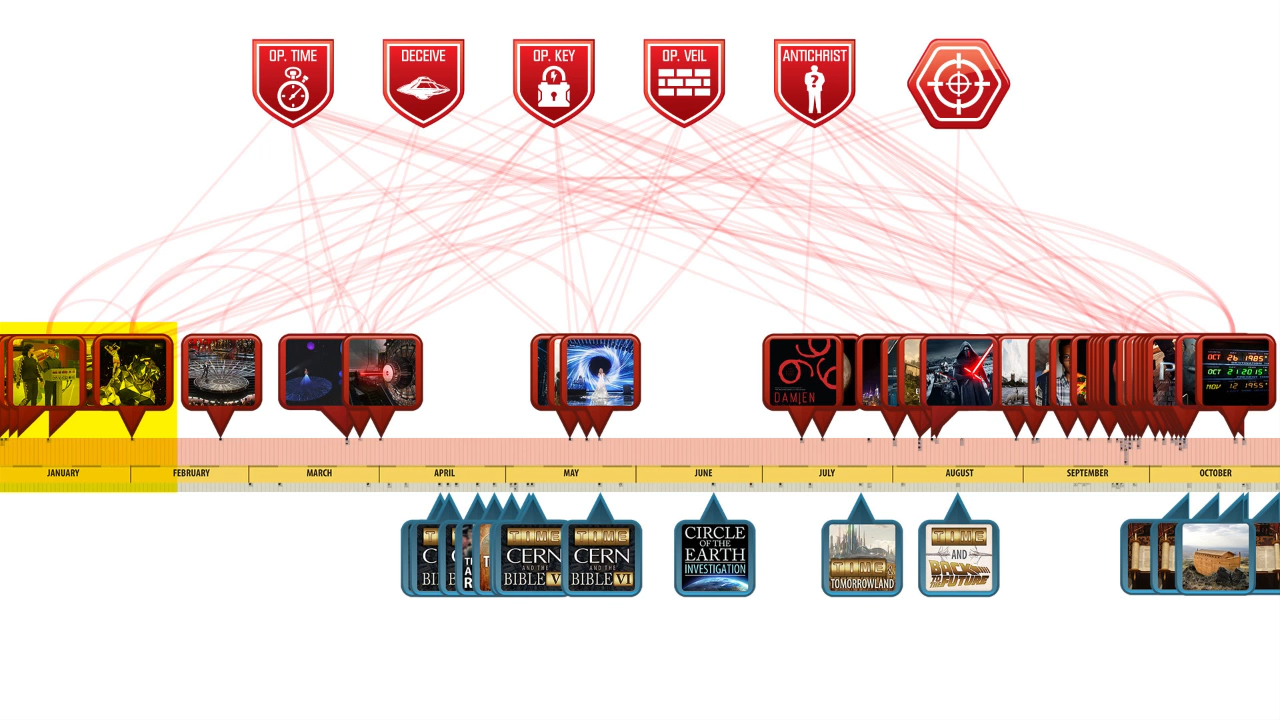 OP. TIME
DECEIVE
OP. KEY
OP. VEIL
ANTICHRIST
?
DAMIEN
OCT 26 1985
OCT 21 2015
NOV 12 1955
JANUARY
FEBRUARY
MARCH
APRIL
MAY
JUNE
JULY
AUGUST
SEPTEMBER
OCTOBER
TIME
CERN
AND THE
BIBLE V
TIME
CERN
AND THE
BIBLE VI
CIRCLE
OF THE
EARTH
INVESTIGATION
TIME &
TOMORROWLAND
TIME
AND
BACK
TO THE
FUTURE